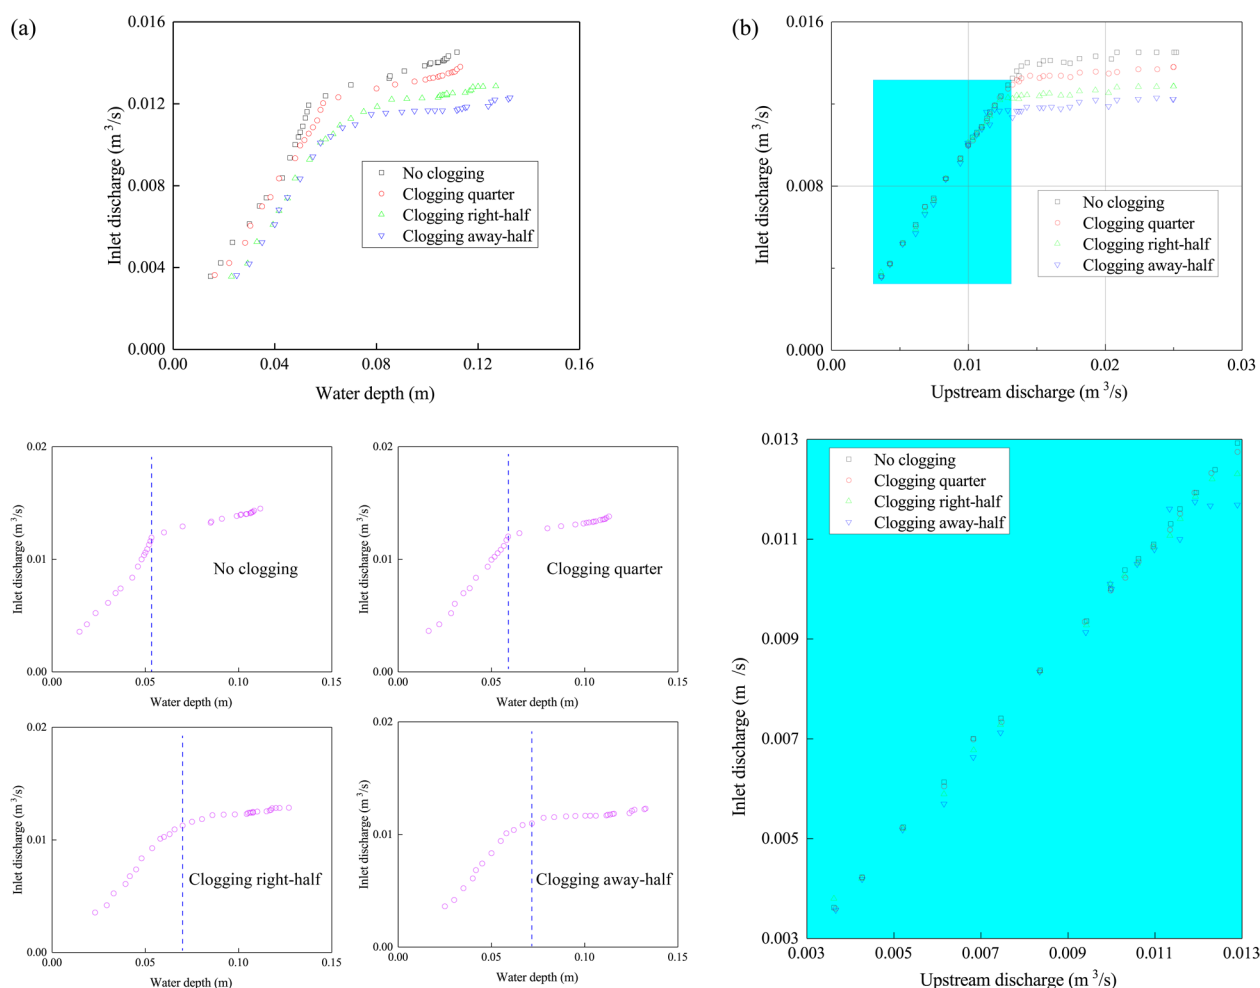 (a)
0.016
0.012
0.008
0.004
0.000
Inlet discharge (m³/s)
No clogging
Clogging quarter
Clogging right-half
Clogging away-half
0.00 0.04 0.08 0.12 0.16
Water depth (m)
(b)
0.016
0.008
0.000
Inlet discharge (m³/s)
No clogging
Clogging quarter
Clogging right-half
Clogging away-half
0.00 0.01 0.02 0.03
Upstream discharge (m³/s)
0.02
0.01
0.00
Inlet discharge (m³/s)
No clogging
0.00 0.05 0.10 0.15
Water depth (m)
0.02
0.01
0.00
Inlet discharge (m³/s)
Clogging quarter
0.00 0.05 0.10 0.15
Water depth (m)
0.02
0.01
0.00
Inlet discharge (m³/s)
Clogging right-half
0.00 0.05 0.10 0.15
Water depth (m)
0.02
0.01
0.00
Inlet discharge (m³/s)
Clogging away-half
0.00 0.05 0.10 0.15
Water depth (m)
0.013
0.011
0.009
0.007
0.005
0.003
Inlet discharge (m /s)
No clogging
Clogging quarter
Clogging right-half
Clogging away-half
0.003 0.005 0.007 0.009 0.011 0.013
Upstream discharge (m³/s)